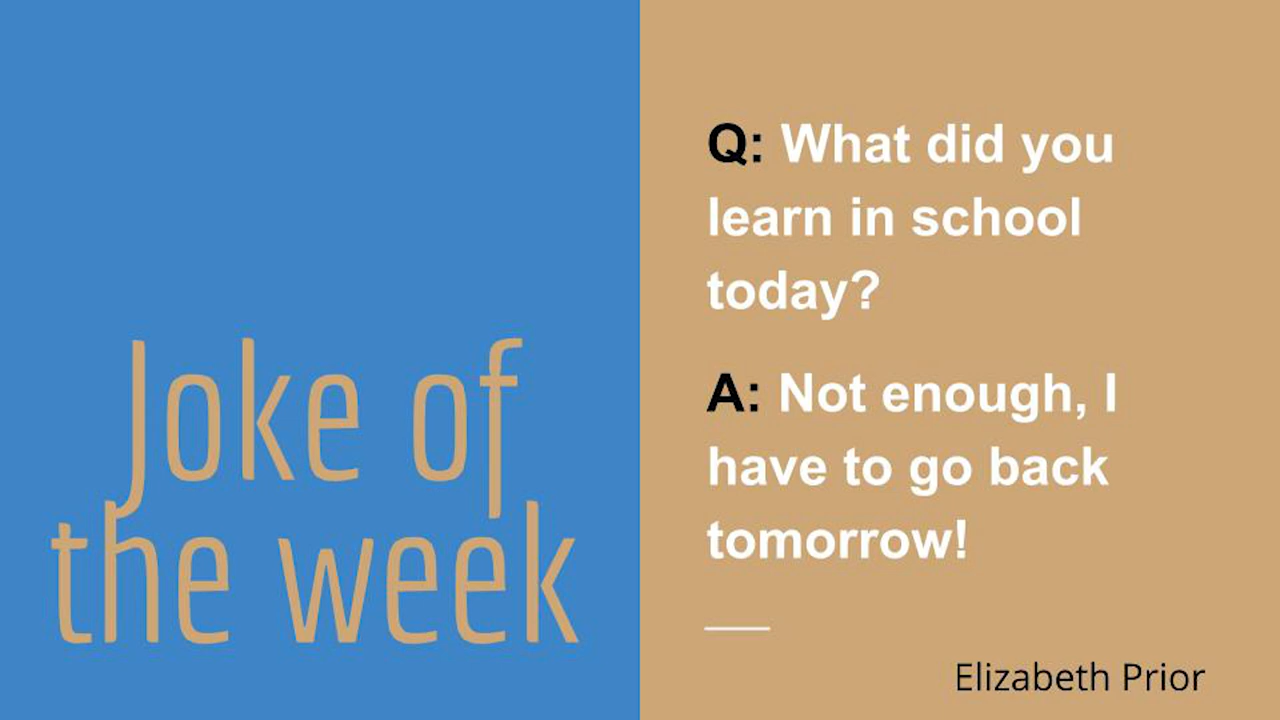 Joke of
the week
Q: What did you
learn in school
today?
A: Not enough, I
have to go back
tomorrow!
Elizabeth Prior